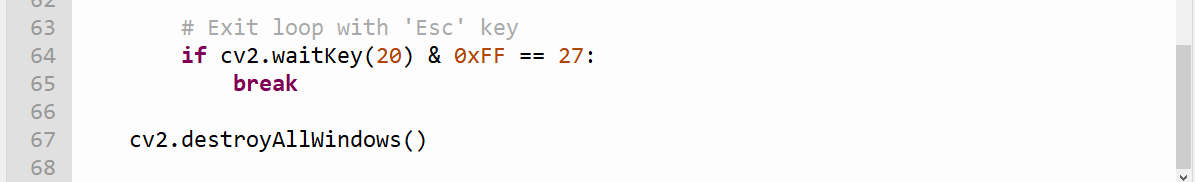 62
63 # Exit loop with 'Esc' key
64 if cv2.waitKey(20) & 0xFF == 27:
65 break
66
67 cv2.destroyAllWindows()
68